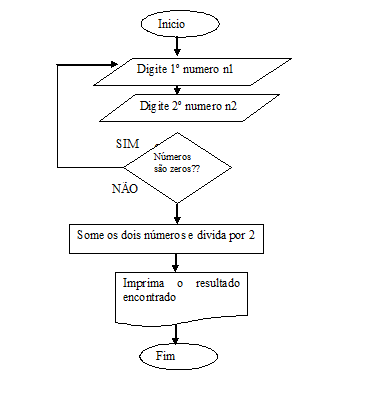 Inicio
Digite 1º numero n1
Digite 2º numero n2
SIM
Números
são zeros??
NÃO
Some os dois números e divida por 2
Imprima o resultado
encontrado
Fim